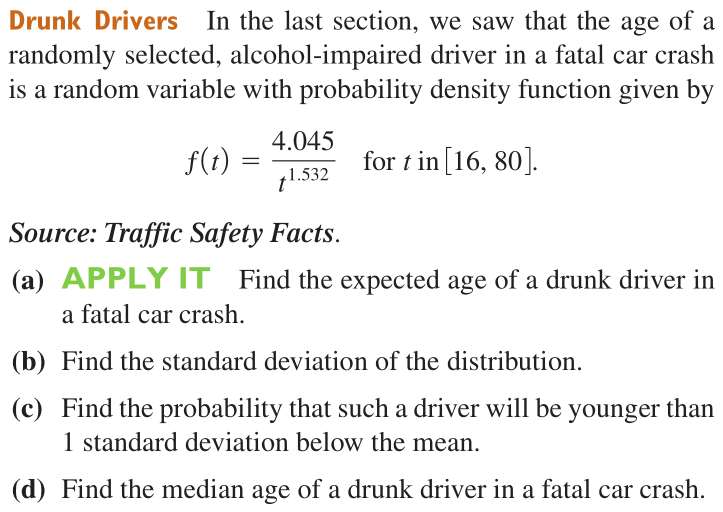 Drunk Drivers In the last section, we saw that the age of a
randomly selected, alcohol-impaired driver in a fatal car crash
is a random variable with probability density function given by
f(t) = 4.045 / t^1.532 for t in [16, 80].
Source: Traffic Safety Facts.
(a) APPLY IT Find the expected age of a drunk driver in
a fatal car crash.
(b) Find the standard deviation of the distribution.
(c) Find the probability that such a driver will be younger than
1 standard deviation below the mean.
(d) Find the median age of a drunk driver in a fatal car crash.